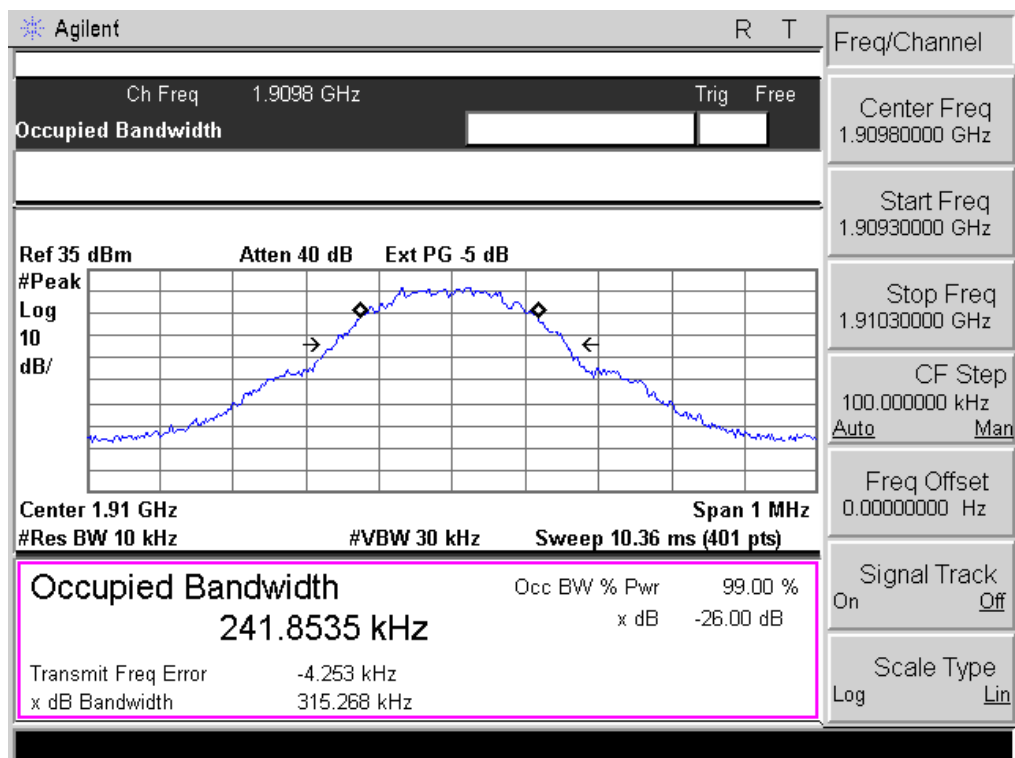 Agilent R T
Ch Freq 1.9098 GHz Trig Free
Occupied Bandwidth
Ref 35 dBm Atten 40 dB Ext PG -5 dB
#Peak
Log
10
dB/
Center 1.91 GHz Span 1 MHz
#Res BW 10 kHz #VBW 30 kHz Sweep 10.36 ms (401 pts)
Occupied Bandwidth Occ BW % Pwr 99.00 %
241.8535 kHz x dB -26.00 dB
Transmit Freq Error -4.253 kHz
x dB Bandwidth 315.268 kHz
Freq/Channel
Center Freq
1.90980000 GHz
Start Freq
1.90930000 GHz
Stop Freq
1.91030000 GHz
CF Step
100.000000 kHz
Auto Man
Freq Offset
0.00000000 Hz
Signal Track
On Off
Scale Type
Log Lin